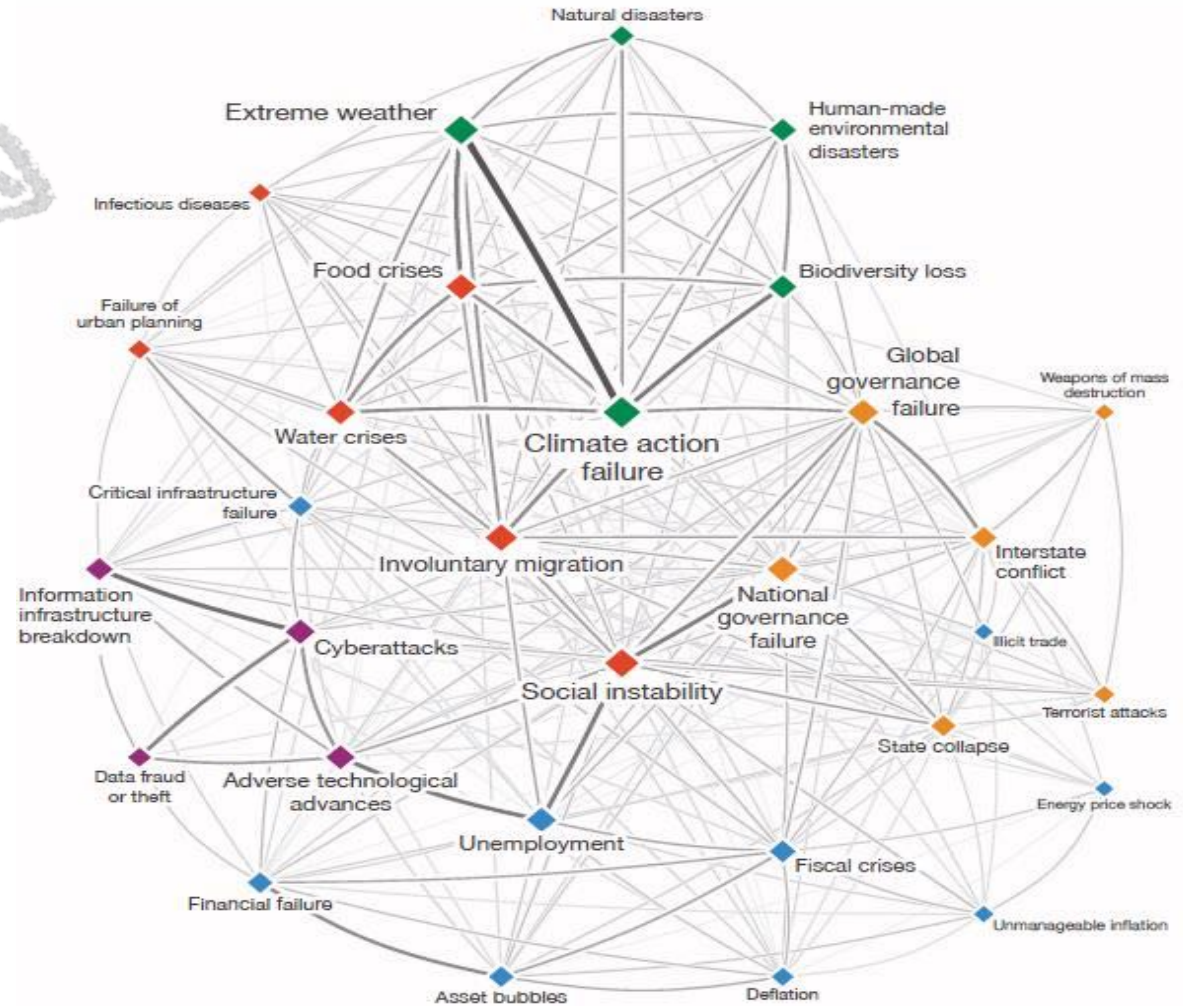 Natural disasters
Extreme weather
Human-made
environmental
disasters
Infectious diseases
Food crises
Biodiversity loss
Failure of
urban planning
Global
governance
failure
Weapons of mass
destruction
Water crises
Climate action
failure
Critical infrastructure
failure
Involuntary migration
Interstate
conflict
Information
infrastructure
breakdown
National
governance
failure
Cyberattacks
Illicit trade
Social instability
Terrorist attacks
State collapse
Data fraud
or theft
Adverse technological
advances
Energy price shock
Unemployment
Fiscal crises
Financial failure
Unmanageable inflation
Asset bubbles
Deflation